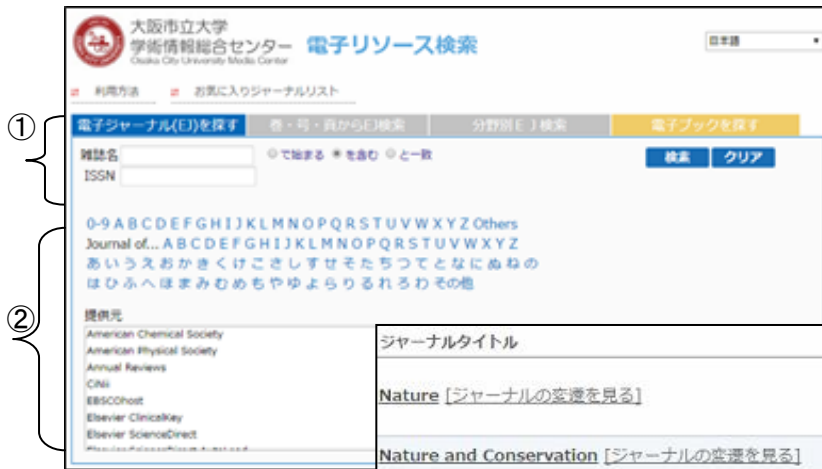 大阪市立大学
学術情報総合センター 電子リソース検索
Osaka City University Media Center
日本語
利用方法 お気に入りジャーナルリスト
①
電子ジャーナル(EJ)を探す 巻・号・頁からEJ検索 分野別EJ検索 電子ブックを探す
雑誌名 で始まる を含む と一致 検索 クリア
ISSN
②
0-9 A B C D E F G H I J K L M N O P Q R S T U V W X Y Z Others
Journal of... A B C D E F G H I J K L M N O P Q R S T U V W X Y Z
あ い う え お か き く け こ さ し す せ そ た ち つ て と な に ぬ ね の
は ひ ふ へ ほ ま み む め も や ゆ よ ら り る れ ろ わ その他
提供元
American Chemical Society
American Physical Society
Annual Reviews
CiNii
EBSCOhost
Elsevier ClinicalKey
Elsevier ScienceDirect
ジャーナルタイトル
Nature [ジャーナルの変遷を見る]
Nature and Conservation [ジャーナルの変遷を見る]